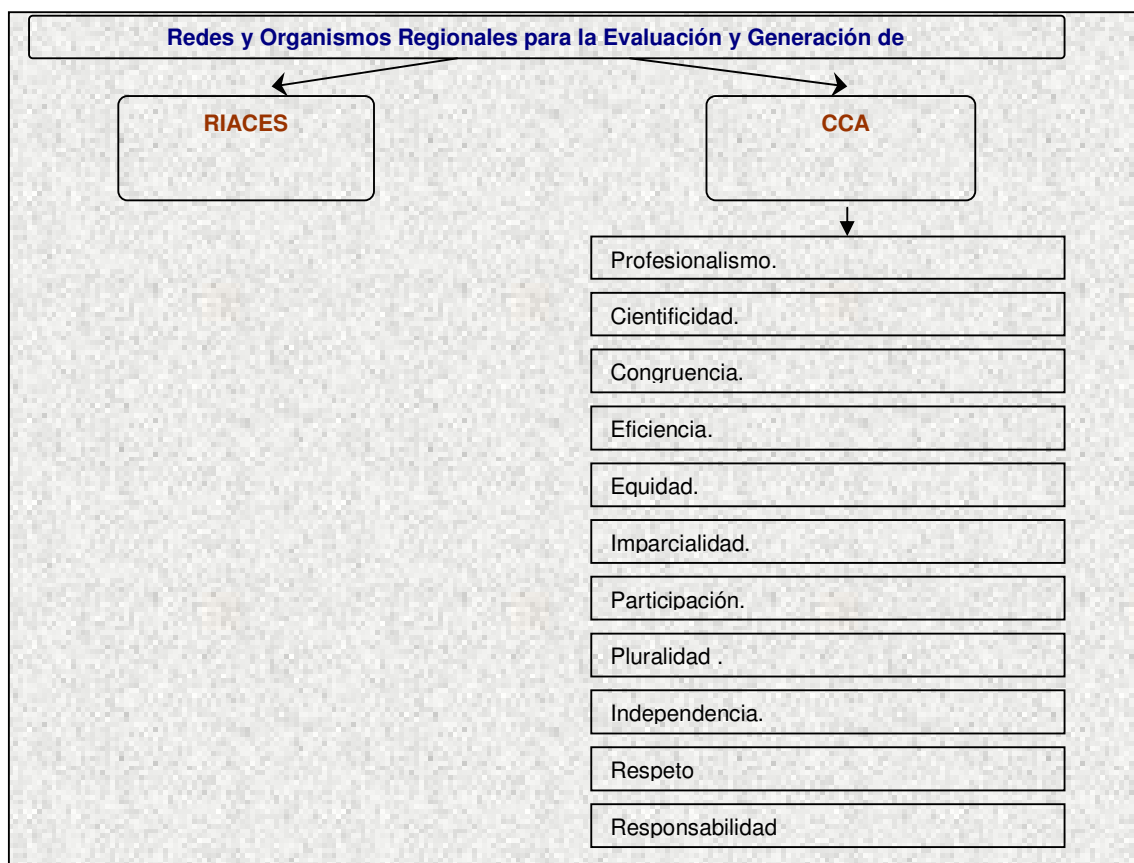 Redes y Organismos Regionales para la Evaluación y Generación de
RIACES
CCA
Profesionalismo.
Cientificidad.
Congruencia.
Eficiencia.
Equidad.
Imparcialidad.
Participación.
Pluralidad .
Independencia.
Respeto
Responsabilidad